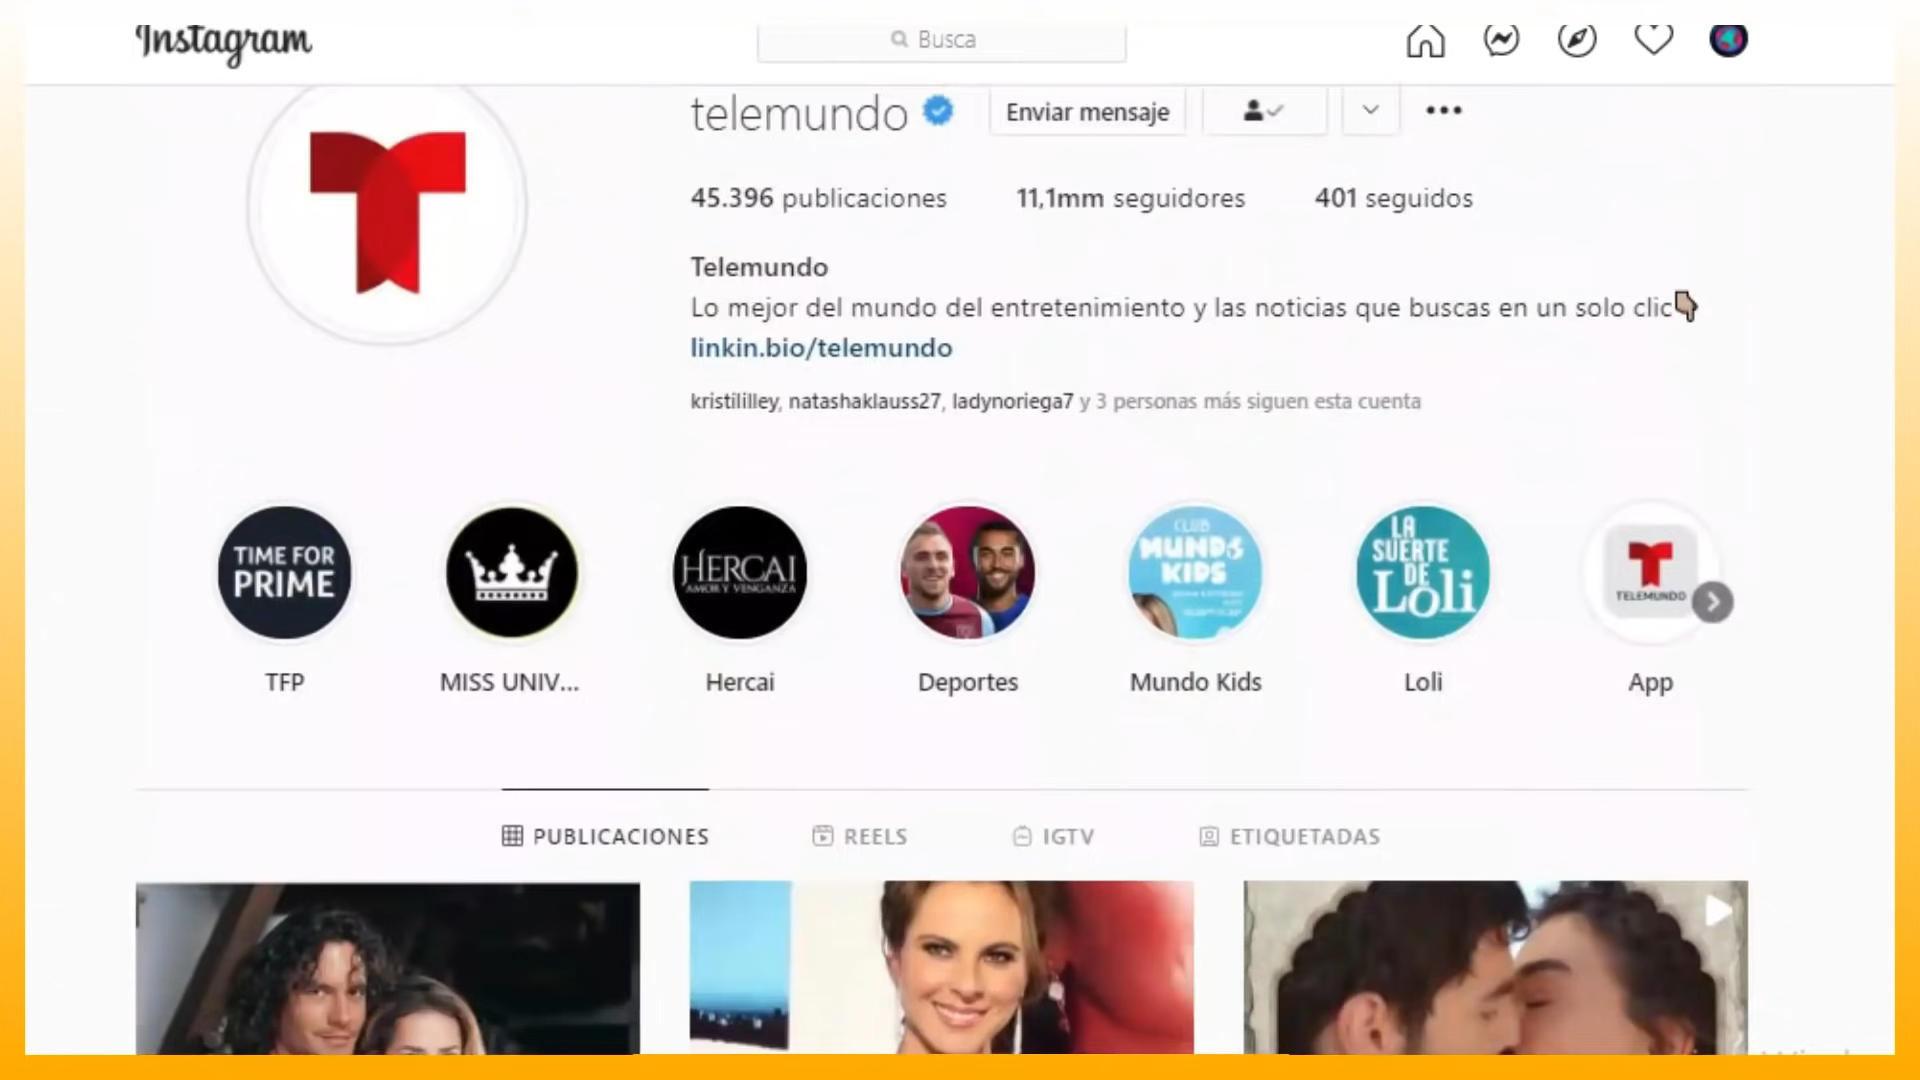 Instagram
Busca
telemundo
Enviar mensaje
45.396 publicaciones 11,1mm seguidores 401 seguidos
Telemundo
Lo mejor del mundo del entretenimiento y las noticias que buscas en un solo clic👇🏽
linkin.bio/telemundo
kristililley, natashaklauss27, ladynoriega7 y 3 personas más siguen esta cuenta
TIME FOR
PRIME
HERCAI
AMOR Y VENGANZA
CLUB
MUNDO
KIDS
LA
SUERTE
DE
Loli
TELEMUNDO
TFP MISS UNIV... Hercai Deportes Mundo Kids Loli App
PUBLICACIONES REELS IGTV ETIQUETADAS